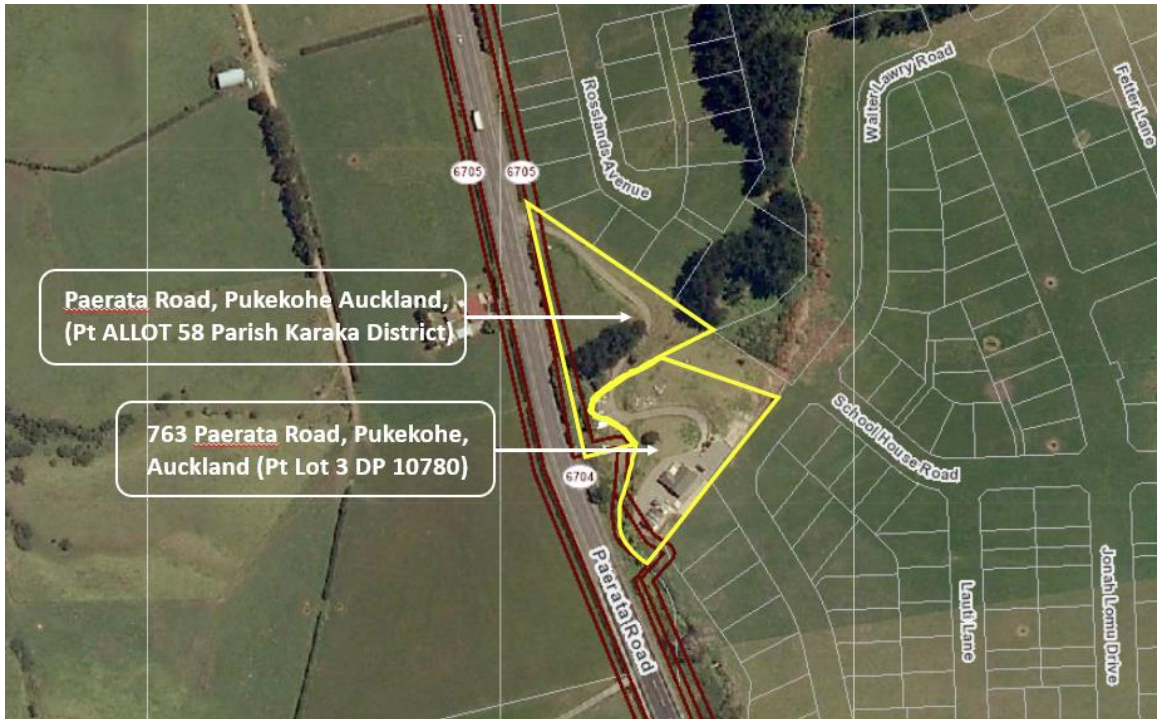 Walter Lawry Road
Fetter Lane
Rosslands Avenue
6705
6705
Paerata Road, Pukekohe Auckland,
(Pt ALLOT 58 Parish Karaka District)
763 Paerata Road, Pukekohe,
Auckland (Pt Lot 3 DP 10780)
School House Road
6704
Paerata Road
Lauti Lane
Jonah Lomu Drive